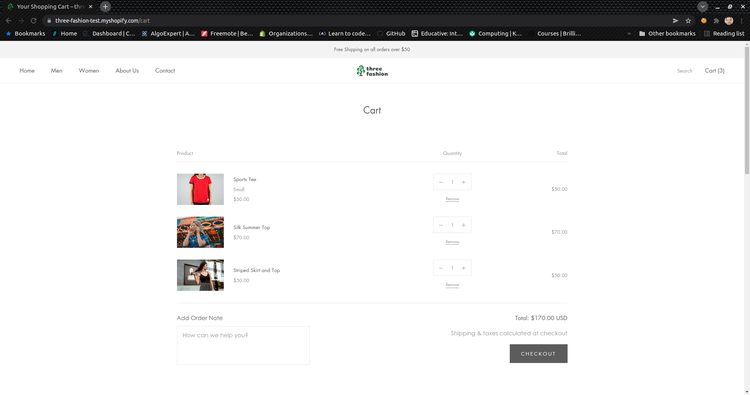 Your Shopping Cart – thre
three-fashion-test.myshopify.com/cart
Bookmarks Home Dashboard | C... AlgoExpert | A... Freemote | Be... Organizations... Learn to code... GitHub Educative: Int... Computing | K... Courses | Brilli... » Other bookmarks Reading list
Free Shipping on all orders over $50
Home Men Women About Us Contact three fashion Search Cart (3)
Cart
Product Quantity Total
Sports Tee
Small
$50.00
− 1 +
Remove
$50.00
Silk Summer Top
$70.00
− 1 +
Remove
$70.00
Striped Skirt and Top
$50.00
− 1 +
Remove
$50.00
Add Order Note
How can we help you?
Total: $170.00 USD
Shipping & taxes calculated at checkout
CHECKOUT